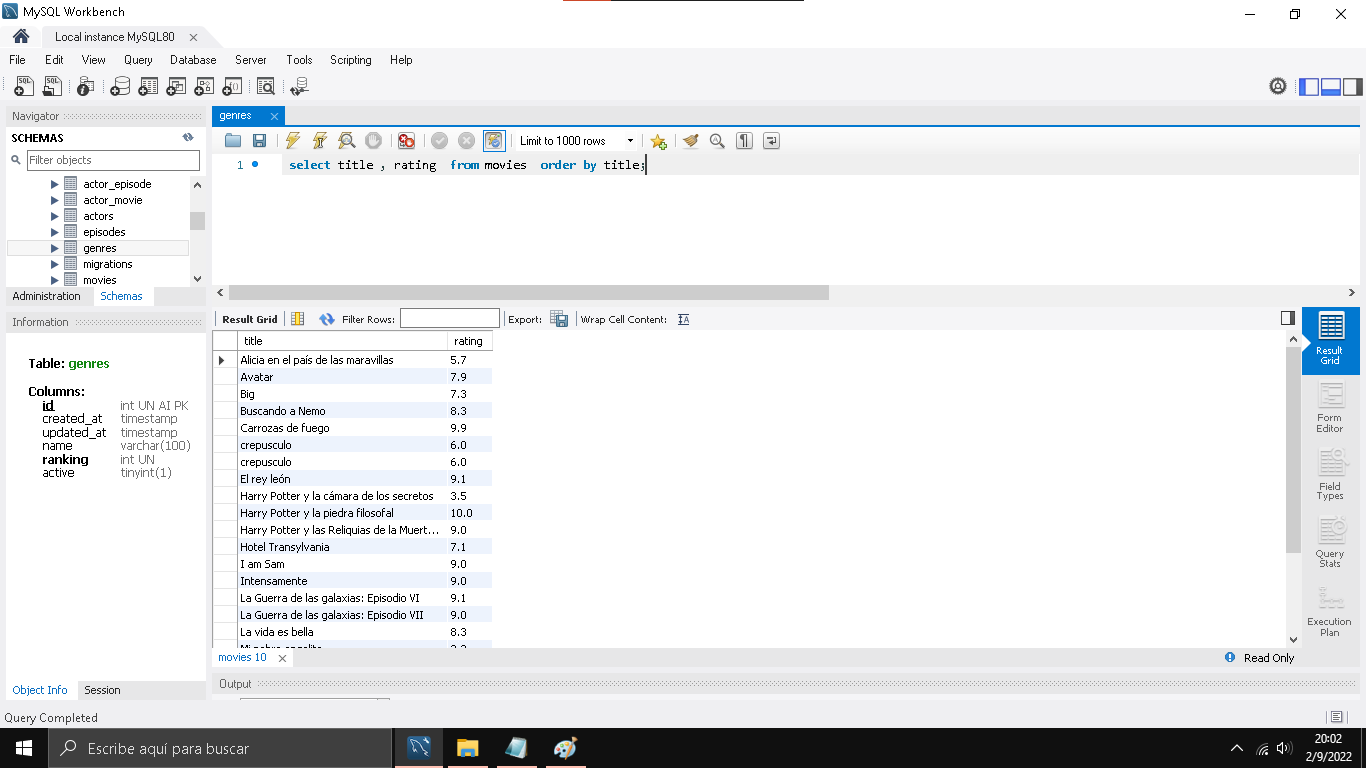 MySQL Workbench
Local instance MySQL80
File Edit View Query Database Server Tools Scripting Help
Navigator
SCHEMAS
Filter objects
actor_episode
actor_movie
actors
episodes
genres
migrations
movies
Administration Schemas
Information
Table: genres
Columns:
id int UN AI PK
created_at timestamp
updated_at timestamp
name varchar(100)
ranking int UN
active tinyint(1)
Object Info Session
genres
Limit to 1000 rows
1 select title , rating from movies order by title;
Result Grid Filter Rows: Export: Wrap Cell Content:
title rating
Alicia en el país de las maravillas 5.7
Avatar 7.9
Big 7.3
Buscando a Nemo 8.3
Carrozas de fuego 9.9
crepusculo 6.0
crepusculo 6.0
El rey león 9.1
Harry Potter y la cámara de los secretos 3.5
Harry Potter y la piedra filosofal 10.0
Harry Potter y las Reliquias de la Muert... 9.0
Hotel Transylvania 7.1
I am Sam 9.0
Intensamente 9.0
La Guerra de las galaxias: Episodio VI 9.1
La Guerra de las galaxias: Episodio VII 9.0
La vida es bella 8.3
Result
Grid
Form
Editor
Field
Types
Query
Stats
Execution
Plan
movies 10
Read Only
Output
Query Completed
Escribe aquí para buscar
20:02
2/9/2022